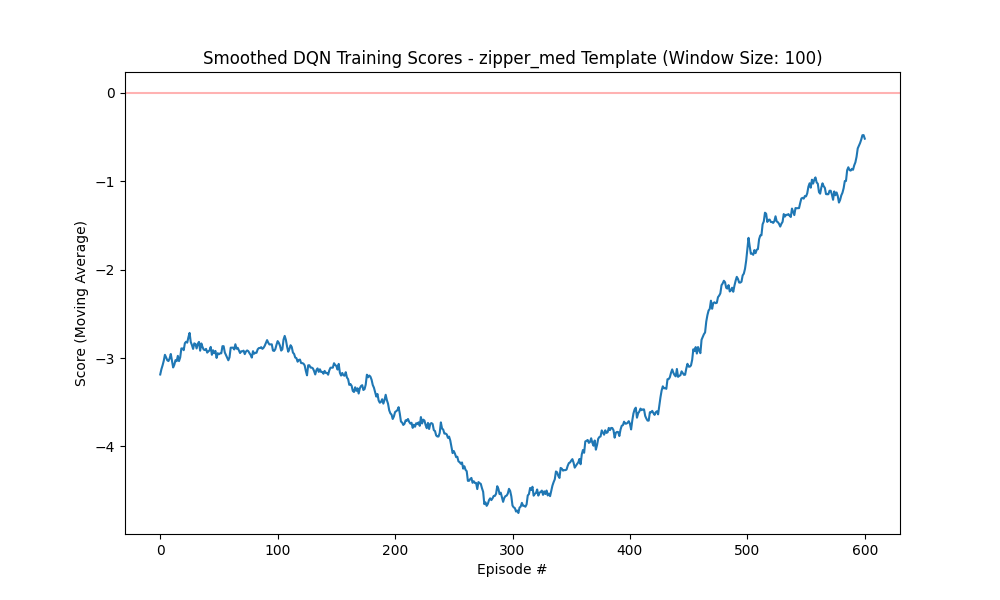 Smoothed DQN Training Scores - zipper_med Template (Window Size: 100)
0
−1
−2
−3
−4
Score (Moving Average)
0 100 200 300 400 500 600
Episode #